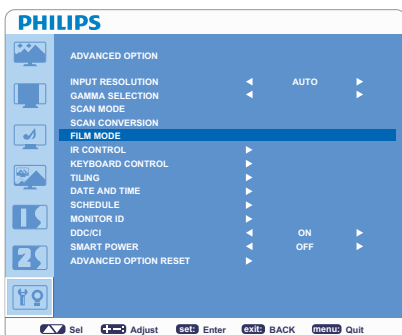 PHILIPS
ADVANCED OPTION
INPUT RESOLUTION AUTO
GAMMA SELECTION
SCAN MODE
SCAN CONVERSION
FILM MODE
IR CONTROL
KEYBOARD CONTROL
TILING
DATE AND TIME
SCHEDULE
MONITOR ID
DDC/CI ON
SMART POWER OFF
ADVANCED OPTION RESET
1
2
Sel Adjust set: Enter exit: BACK menu: Quit